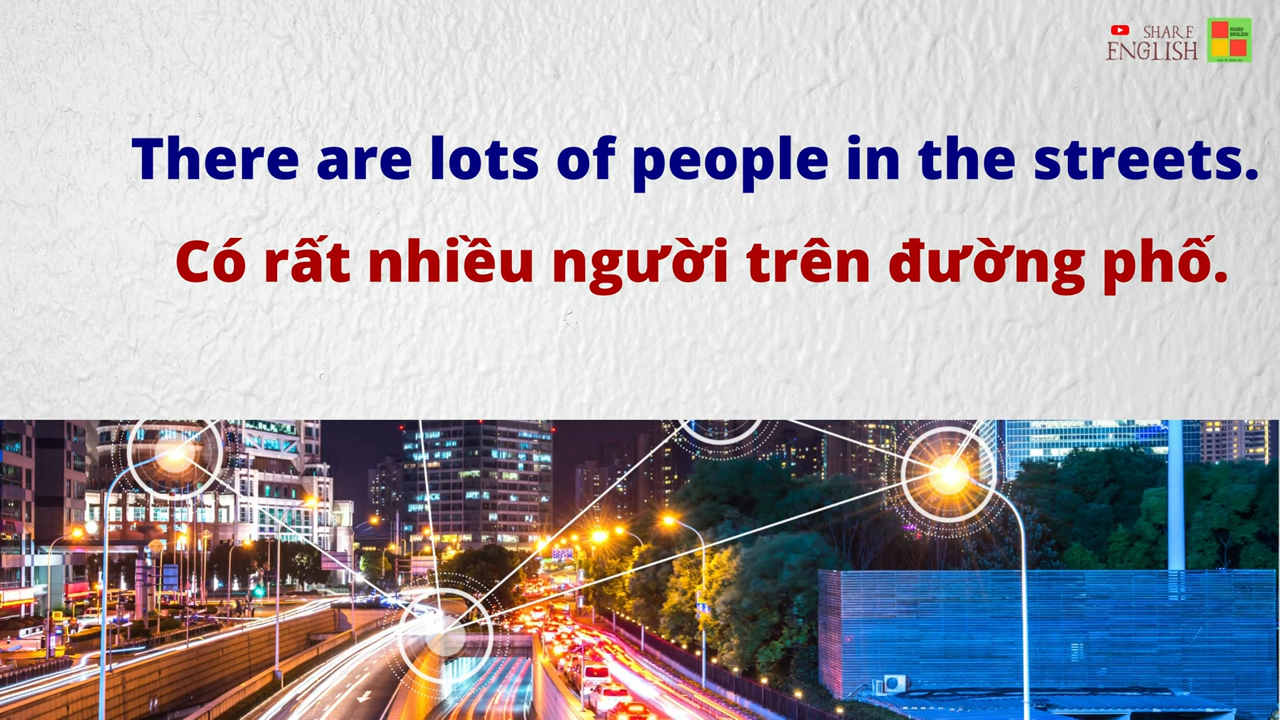 SHARE
ENGLISH
There are lots of people in the streets.
Có rất nhiều người trên đường phố.